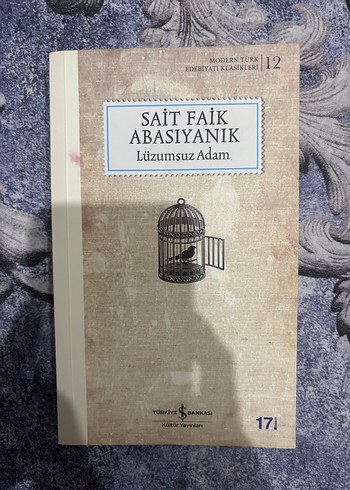 MODERN TÜRK
EDEBİYATI KLASİKLERİ | 12
SAİT FAİK
ABASIYANIK
Lüzumsuz Adam
TÜRKİYE İŞ BANKASI
Kültür Yayınları
17.